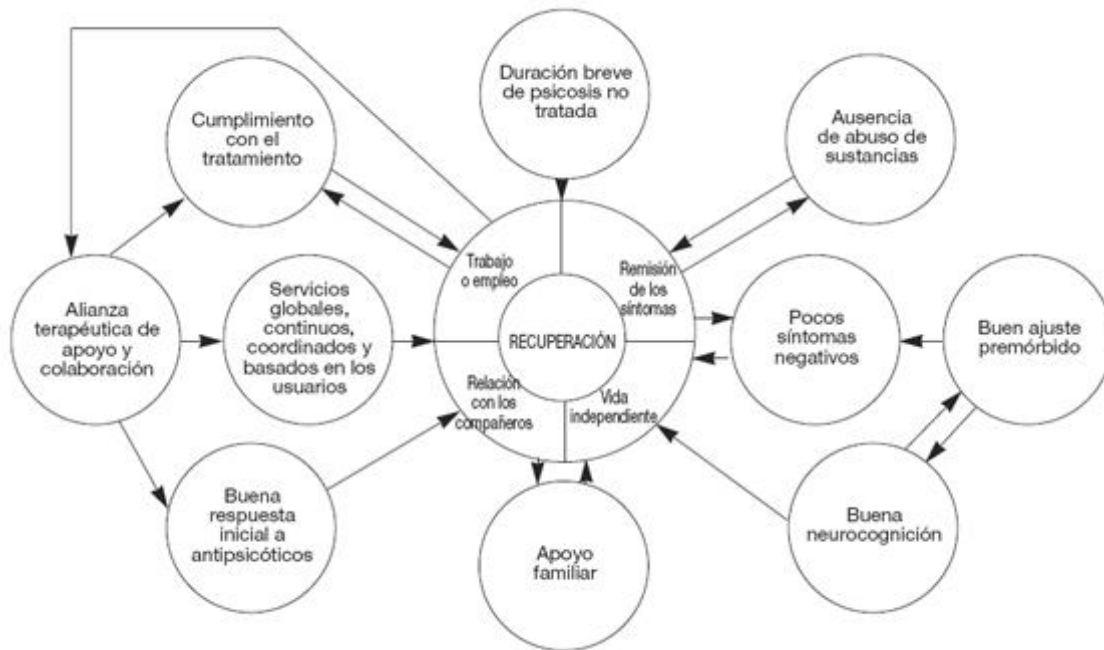 Duración breve
de psicosis no
tratada
Cumplimiento
con el
tratamiento
Ausencia
de abuso de
sustancias
Trabajo
o empleo
Remisión
de los
síntomas
Alianza
terapéutica de
apoyo y
colaboración
Servicios
globales,
continuos,
coordinados y
basados en los
usuarios
RECUPERACIÓN
Pocos
síntomas
negativos
Buen ajuste
premórbido
Relación
con los
compañeros
Vida
independiente
Buena
respuesta
inicial a
antipsicóticos
Apoyo
familiar
Buena
neurocognición